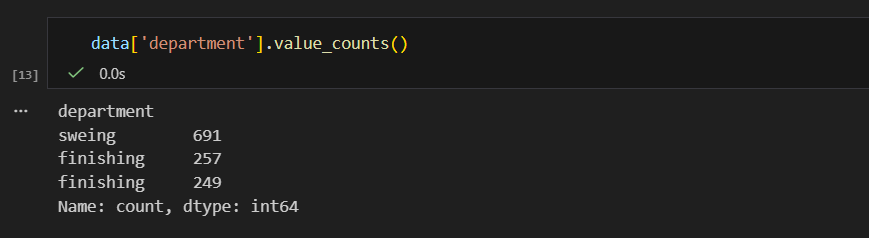 data['department'].value_counts()
[13]
0.0s
...
department
sweing 691
finishing 257
finishing 249
Name: count, dtype: int64